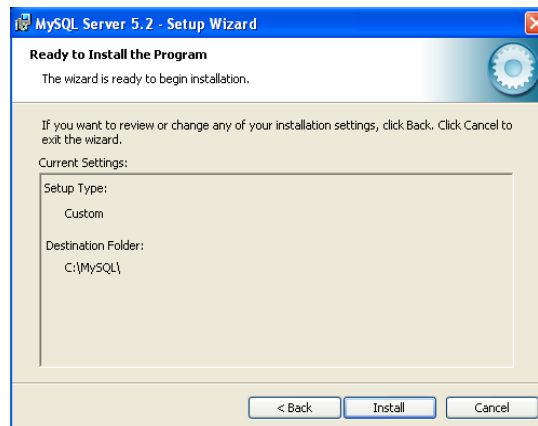 MySQL Server 5.2 - Setup Wizard
Ready to Install the Program
The wizard is ready to begin installation.
If you want to review or change any of your installation settings, click Back. Click Cancel to
exit the wizard.
Current Settings:
Setup Type:
Custom
Destination Folder:
C:\MySQL\
< Back
Install
Cancel